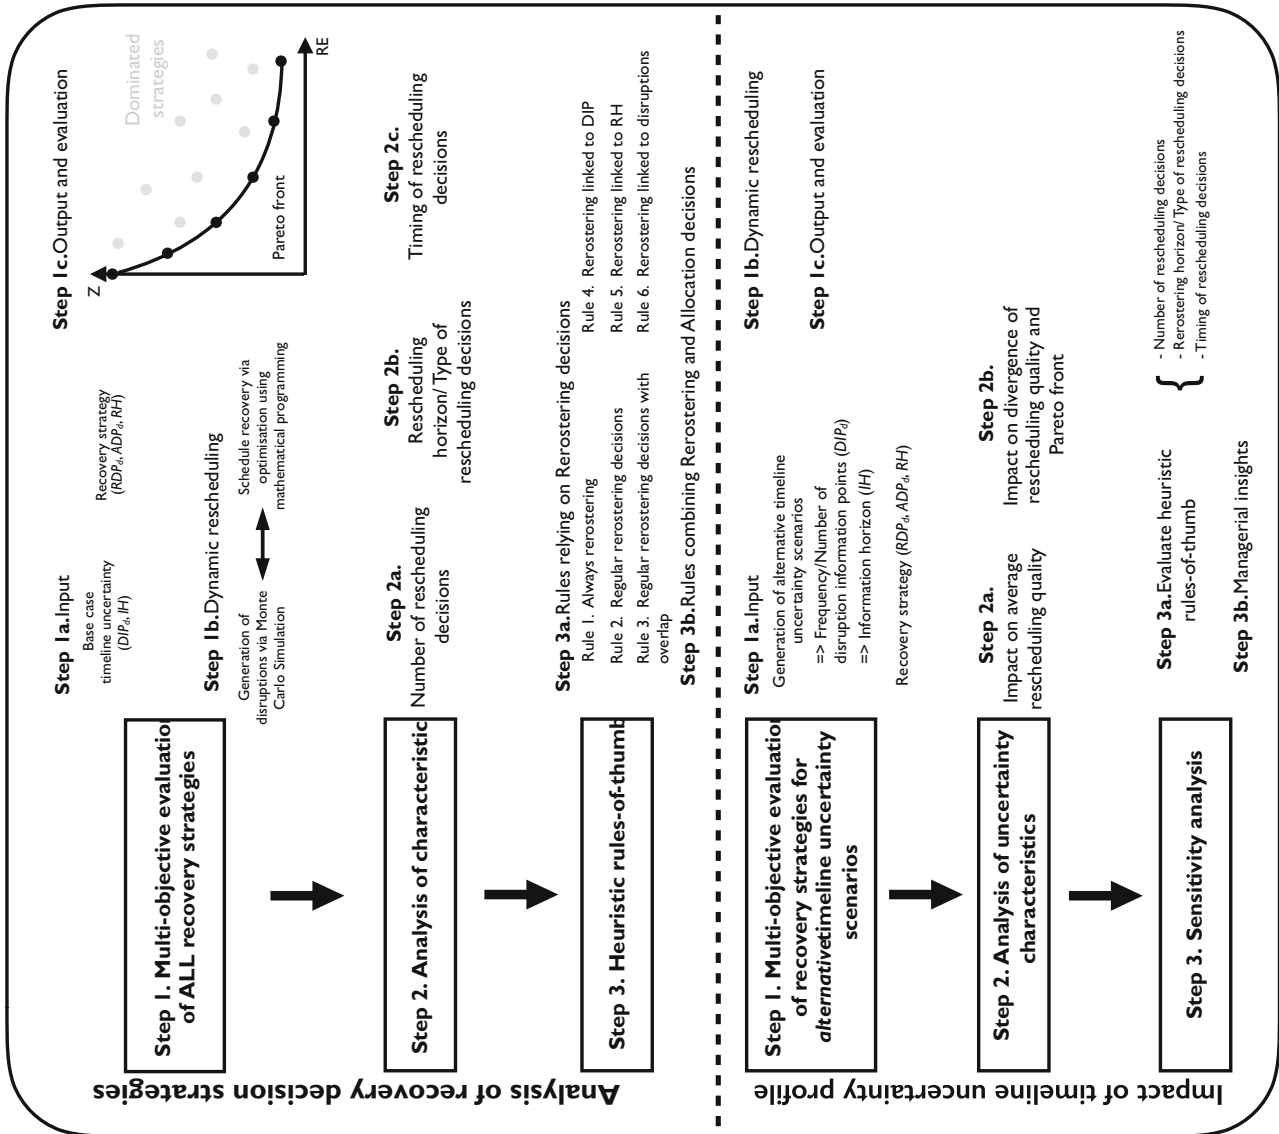 Analysis of recovery decision strategies
Step 1. Multi-objective evaluation
of ALL recovery strategies
Step 1a.Input
Base case
timeline uncertainty
(DIPd, IH)
Recovery strategy
(RDPd, ADPd, RH)
Step 1b.Dynamic rescheduling
Generation of
disruptions via Monte
Carlo Simulation
Schedule recovery via
optimisation using
mathematical programming
Step 1c.Output and evaluation
Z
Dominated
strategies
Pareto front
RE
Step 2. Analysis of characteristic
Step 2a.
Number of rescheduling
decisions
Step 2b.
Rescheduling
horizon/Type of
rescheduling decisions
Step 2c.
Timing of rescheduling
decisions
Step 3. Heuristic rules-of-thumb
Step 3a.Rules relying on Rerostering decisions
Rule 1. Always rerostering
Rule 2. Regular rerostering decisions
Rule 3. Regular rerostering decisions with
overlap
Rule 4. Rerostering linked to DIP
Rule 5. Rerostering linked to RH
Rule 6. Rerostering linked to disruptions
Step 3b.Rules combining Rerostering and Allocation decisions
Impact of timeline uncertainty profile
Step 1. Multi-objective evaluation
of recovery strategies for
alternativetimeline uncertainty
scenarios
Step 1a.Input
Generation of alternative timeline
uncertainty scenarios
=> Frequency/Number of
disruption information points (DIPd)
=> Information horizon (IH)
Recovery strategy (RDPd, ADPd, RH)
Step 1b.Dynamic rescheduling
Step 1c.Output and evaluation
Step 2. Analysis of uncertainty
characteristics
Step 2a.
Impact on average
rescheduling quality
Step 2b.
Impact on divergence of
rescheduling quality and
Pareto front
Step 3. Sensitivity analysis
Step 3a.Evaluate heuristic
rules-of-thumb
{
- Number of rescheduling decisions
- Rerostering horizon/Type of rescheduling decisions
- Timing of rescheduling decisions
Step 3b.Managerial insights